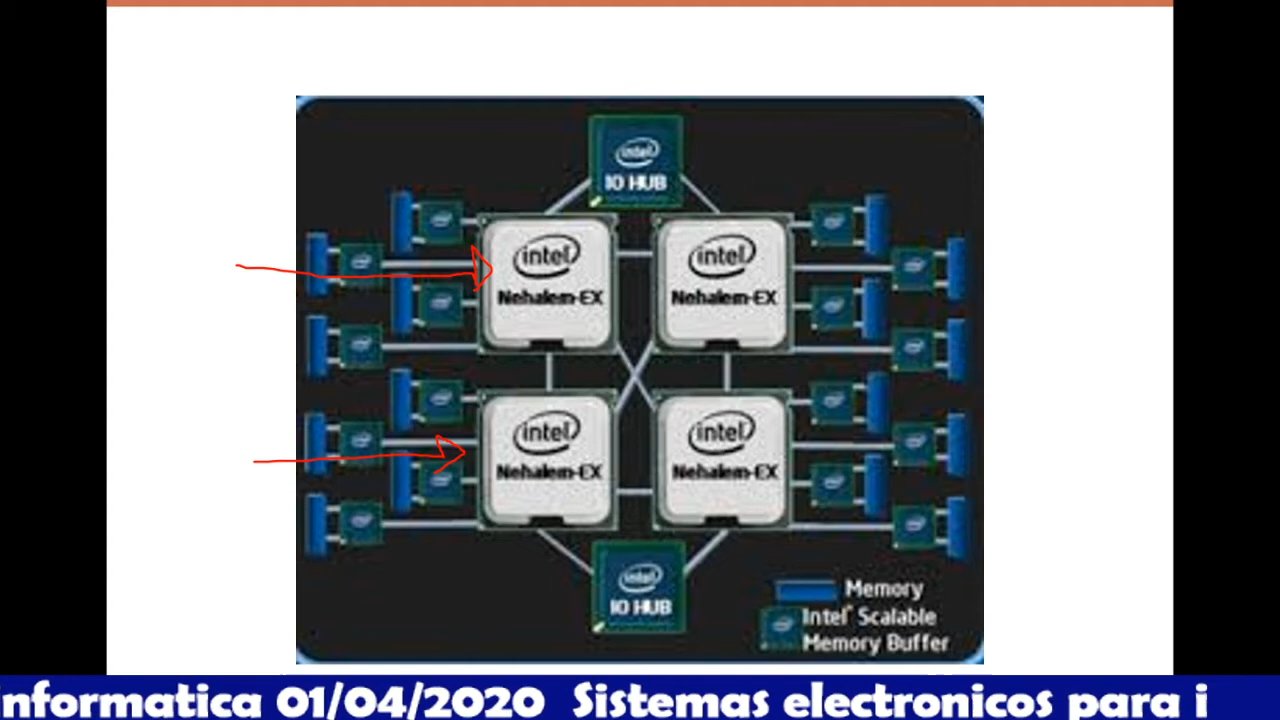 intel
IO HUB
intel
Nehalem-EX
intel
Nehalem-EX
intel
Nehalem-EX
intel
Nehalem-EX
intel
IO HUB
Memory
Intel® Scalable
Memory Buffer
informatica 01/04/2020 Sistemas electronicos para i